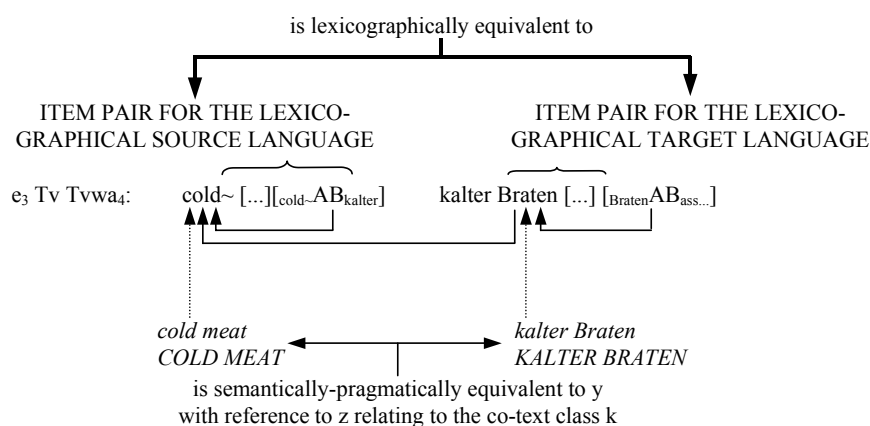 is lexicographically equivalent to
ITEM PAIR FOR THE LEXICO-
GRAPHICAL SOURCE LANGUAGE
ITEM PAIR FOR THE LEXICO-
GRAPHICAL TARGET LANGUAGE
e₃ Tv Tvwa₄: cold~ [...][cold~ABkalter] kalter Braten [...] [BratenABass...]
cold meat
COLD MEAT
kalter Braten
KALTER BRATEN
is semantically-pragmatically equivalent to y
with reference to z relating to the co-text class k